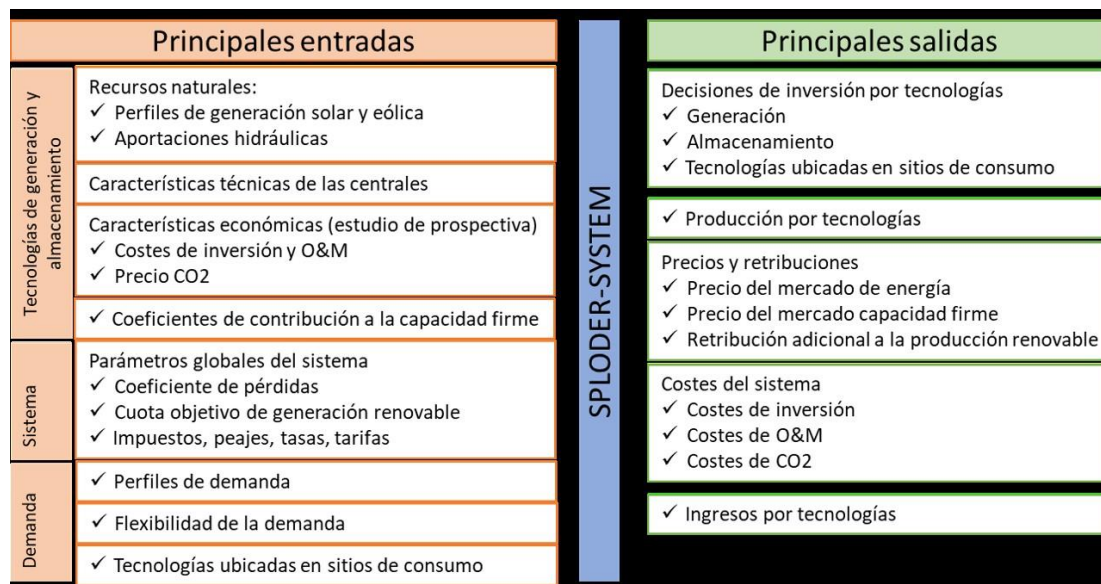 Principales entradas
Tecnologías de generación y
almacenamiento
Recursos naturales:
✓ Perfiles de generación solar y eólica
✓ Aportaciones hidráulicas
Características técnicas de las centrales
Características económicas (estudio de prospectiva)
✓ Costes de inversión y O&M
✓ Precio CO2
✓ Coeficientes de contribución a la capacidad firme
Sistema
Parámetros globales del sistema
✓ Coeficiente de pérdidas
✓ Cuota objetivo de generación renovable
✓ Impuestos, peajes, tasas, tarifas
Demanda
✓ Perfiles de demanda
✓ Flexibilidad de la demanda
✓ Tecnologías ubicadas en sitios de consumo
SPLODER-SYSTEM
Principales salidas
Decisiones de inversión por tecnologías
✓ Generación
✓ Almacenamiento
✓ Tecnologías ubicadas en sitios de consumo
✓ Producción por tecnologías
Precios y retribuciones
✓ Precio del mercado de energía
✓ Precio del mercado capacidad firme
✓ Retribución adicional a la producción renovable
Costes del sistema
✓ Costes de inversión
✓ Costes de O&M
✓ Costes de CO2
✓ Ingresos por tecnologías